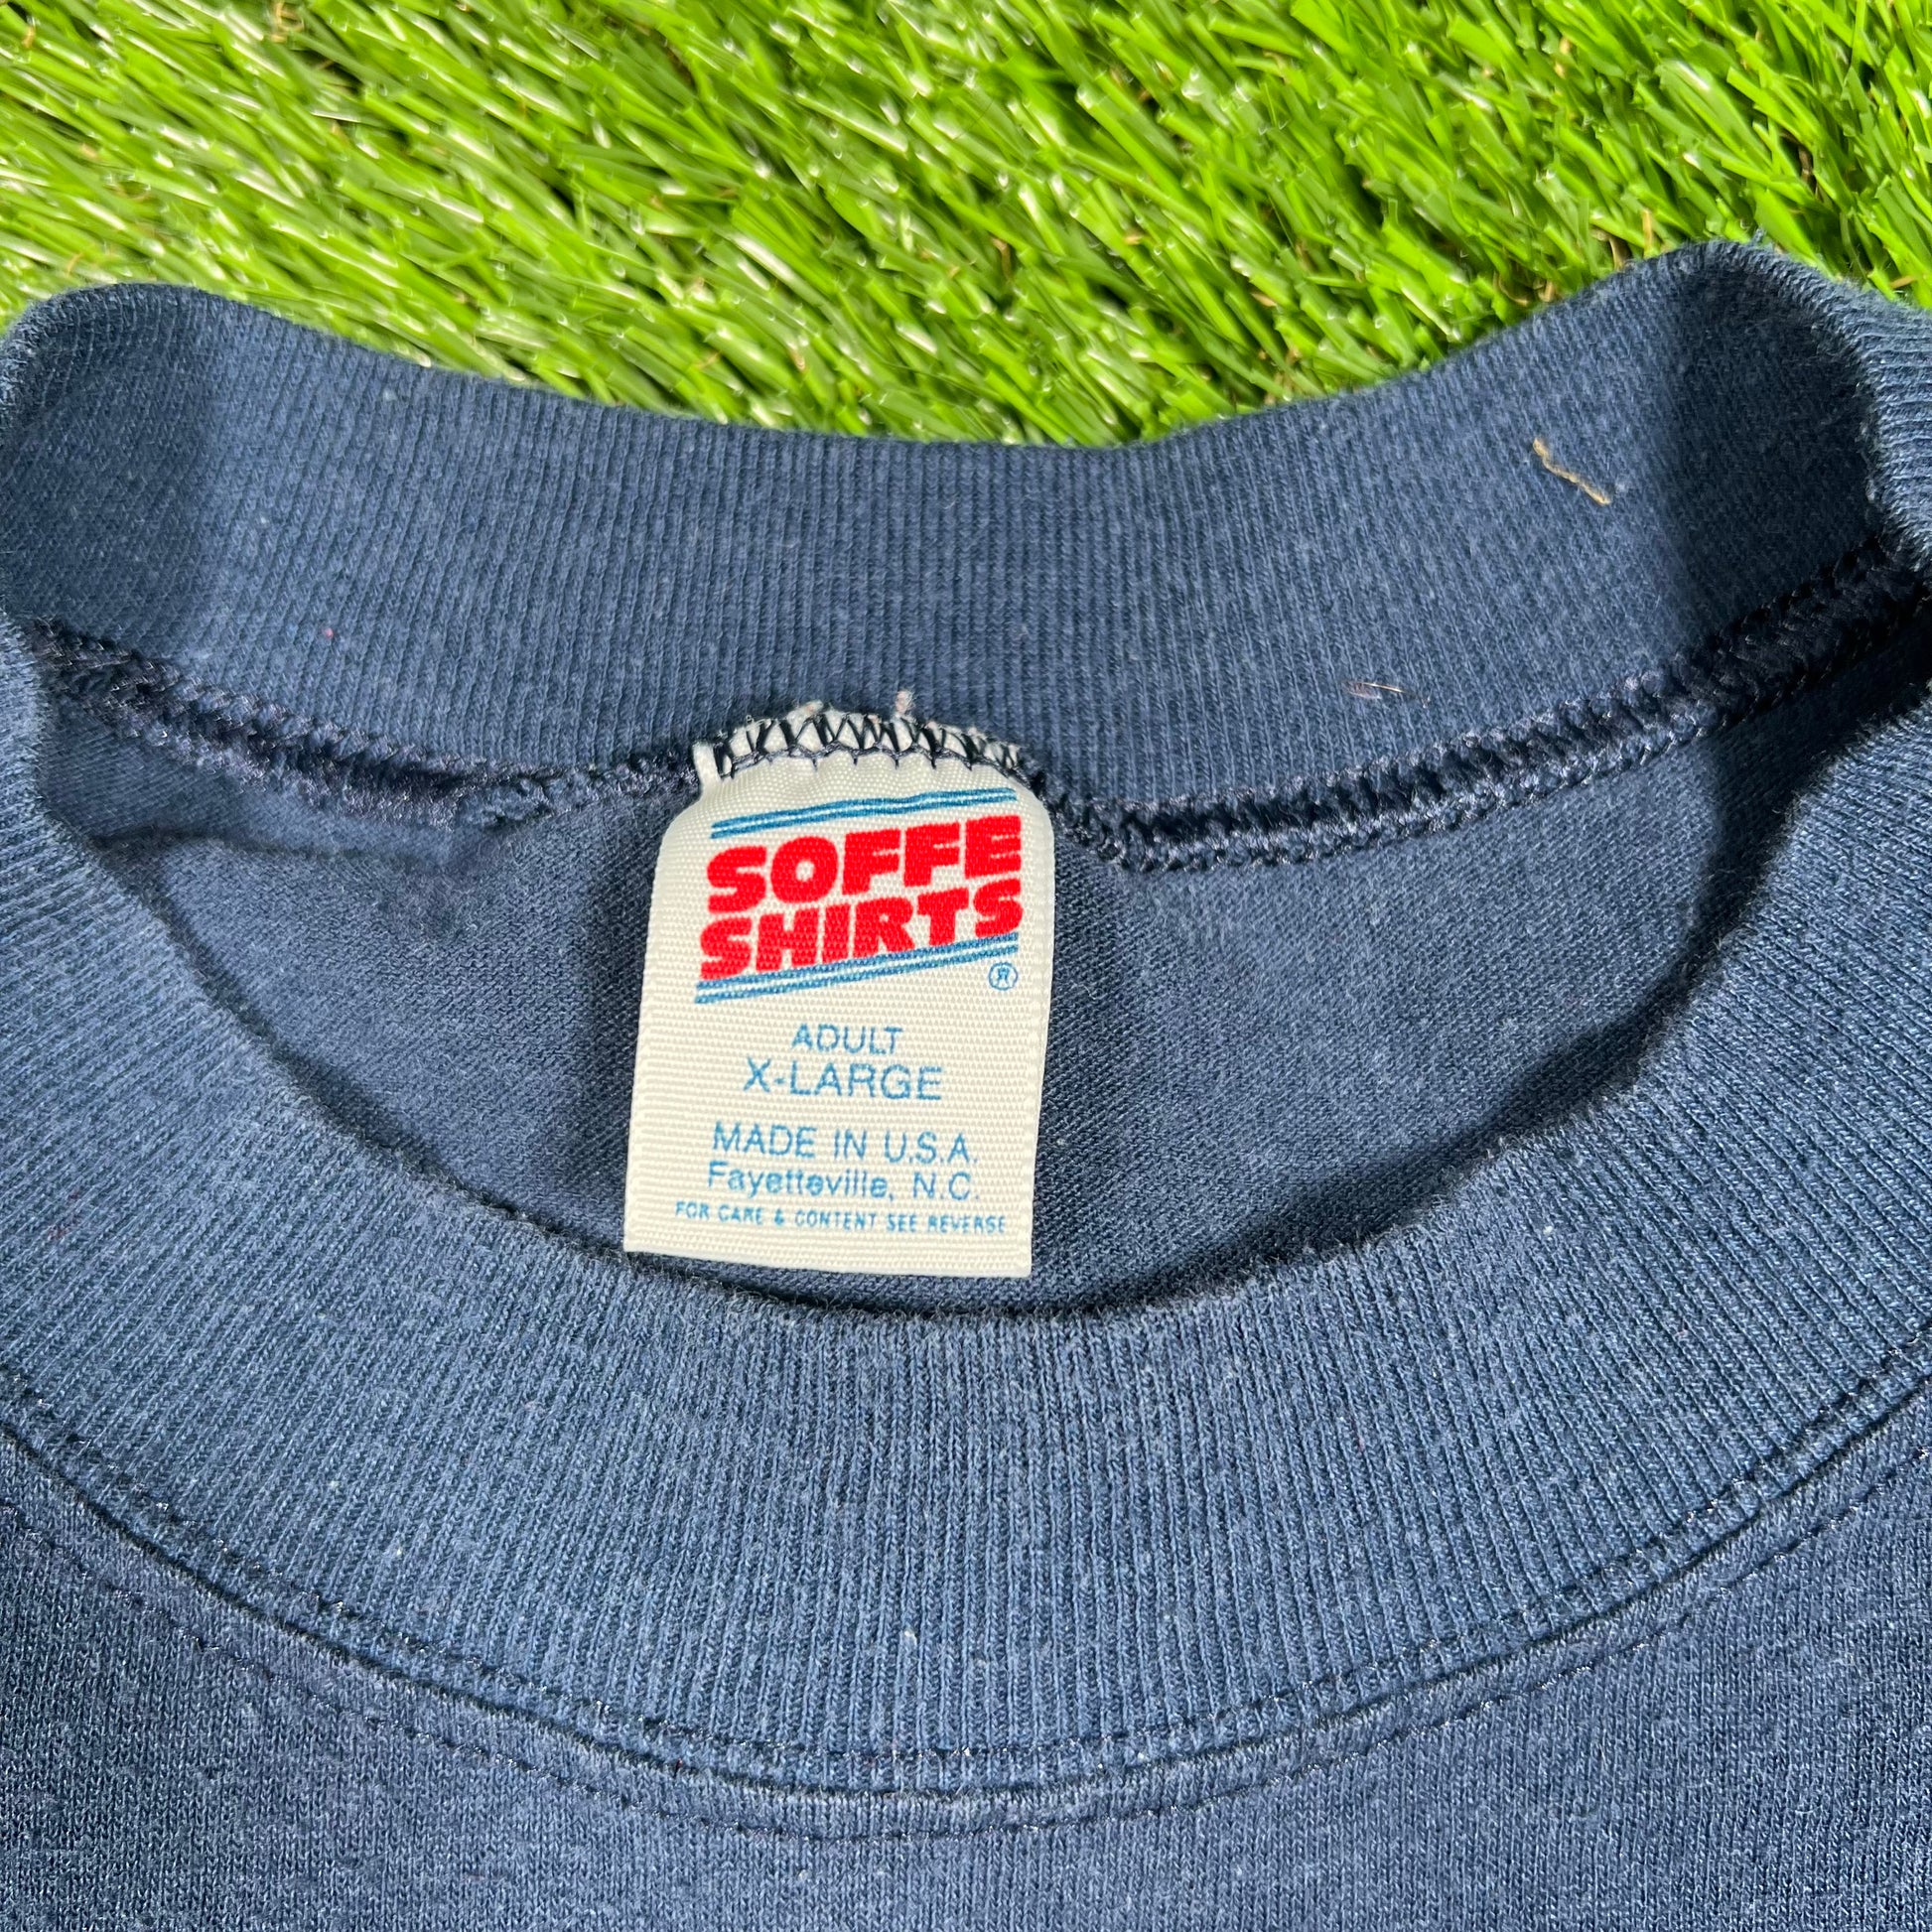 SOFFE
SHIRTS
®
ADULT
X-LARGE
MADE IN U.S.A.
Fayetteville, N.C.
FOR CARE & CONTENT SEE REVERSE